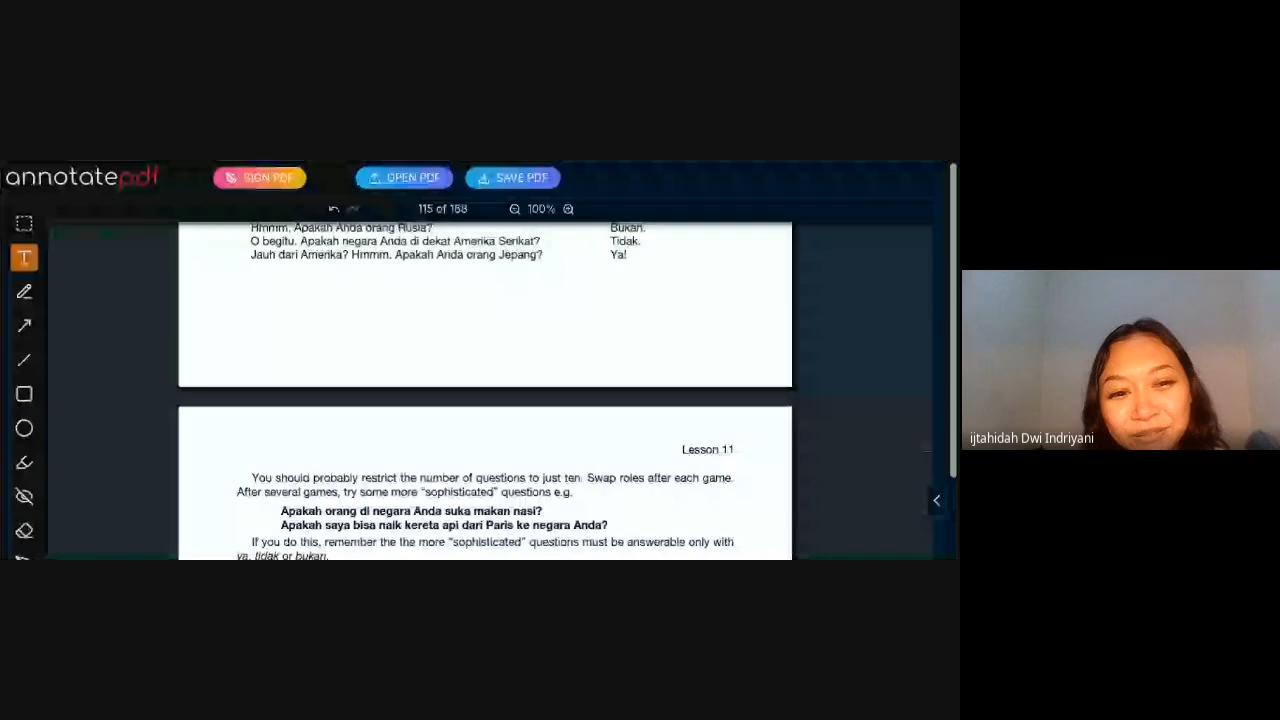 annotatepdf
SIGN PDF
OPEN PDF
SAVE PDF
115 of 168
100%
Hmmm. Apakah Anda orang Rusia? Bukan.
O begitu. Apakah negara Anda di dekat Amerika Serikat? Tidak.
Jauh dari Amerika? Hmmm. Apakah Anda orang Jepang? Ya!
Lesson 11
You should probably restrict the number of questions to just ten. Swap roles after each game.
After several games, try some more “sophisticated” questions e.g.
Apakah orang di negara Anda suka makan nasi?
Apakah saya bisa naik kereta api dari Paris ke negara Anda?
If you do this, remember the the more “sophisticated” questions must be answerable only with
ya, tidak or bukan.
ijtahidah Dwi Indriyani